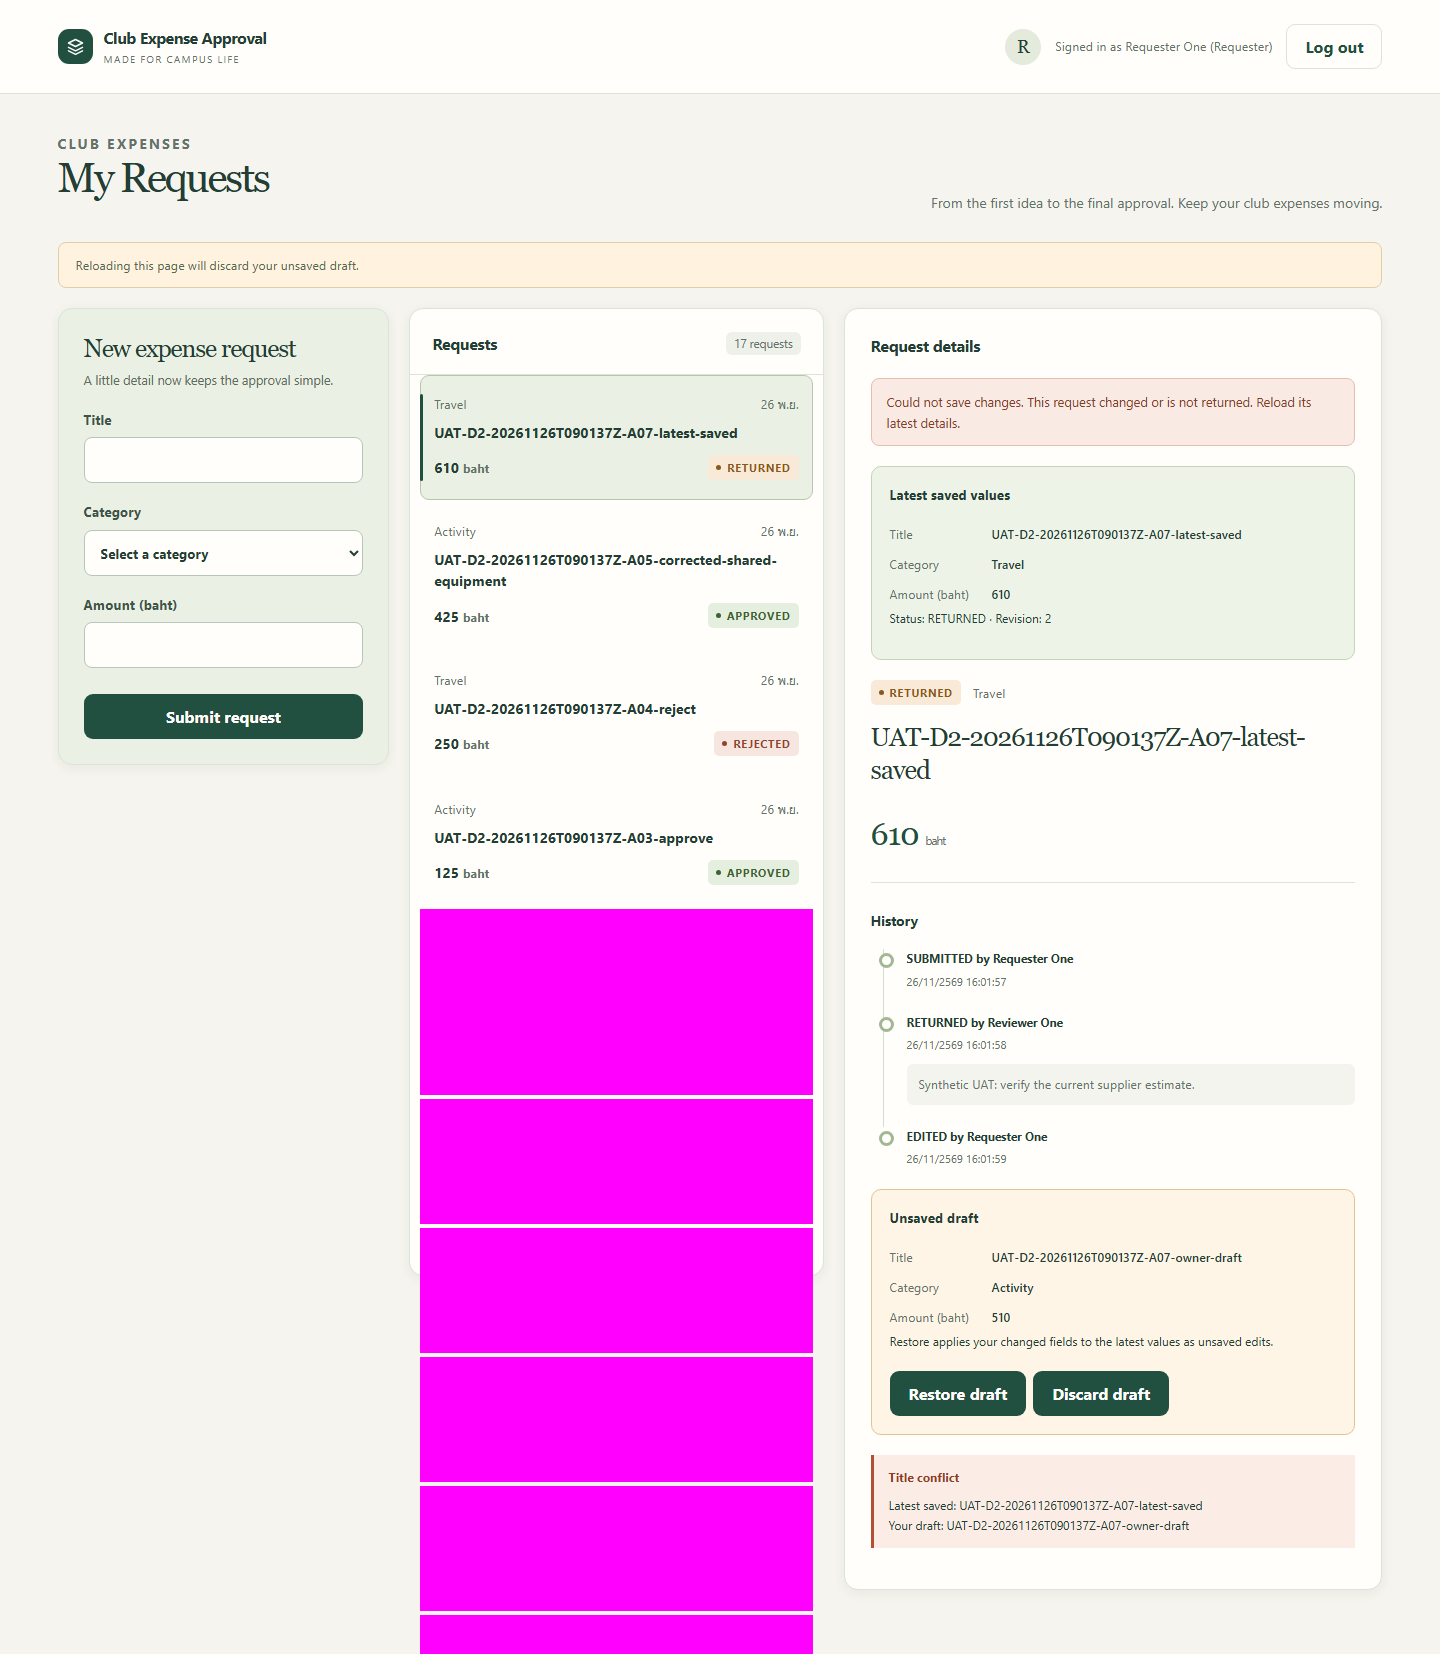 Club Expense Approval
MADE FOR CAMPUS LIFE
R
Signed in as Requester One (Requester)
Log out
CLUB EXPENSES
My Requests
From the first idea to the final approval. Keep your club expenses moving.
Reloading this page will discard your unsaved draft.
New expense request
A little detail now keeps the approval simple.
Title
Category
Select a category
Amount (baht)
Submit request
Requests
17 requests
Travel
26 พ.ย.
UAT-D2-20261126T090137Z-A07-latest-saved
610 baht
RETURNED
Activity
26 พ.ย.
UAT-D2-20261126T090137Z-A05-corrected-shared-
equipment
425 baht
APPROVED
Travel
26 พ.ย.
UAT-D2-20261126T090137Z-A04-reject
250 baht
REJECTED
Activity
26 พ.ย.
UAT-D2-20261126T090137Z-A03-approve
125 baht
APPROVED
Request details
Could not save changes. This request changed or is not returned. Reload its
latest details.
Latest saved values
Title UAT-D2-20261126T090137Z-A07-latest-saved
Category Travel
Amount (baht) 610
Status: RETURNED · Revision: 2
RETURNED Travel
UAT-D2-20261126T090137Z-A07-latest-
saved
610 baht
History
SUBMITTED by Requester One
26/11/2569 16:01:57
RETURNED by Reviewer One
26/11/2569 16:01:58
Synthetic UAT: verify the current supplier estimate.
EDITED by Requester One
26/11/2569 16:01:59
Unsaved draft
Title UAT-D2-20261126T090137Z-A07-owner-draft
Category Activity
Amount (baht) 510
Restore applies your changed fields to the latest values as unsaved edits.
Restore draft
Discard draft
Title conflict
Latest saved: UAT-D2-20261126T090137Z-A07-latest-saved
Your draft: UAT-D2-20261126T090137Z-A07-owner-draft